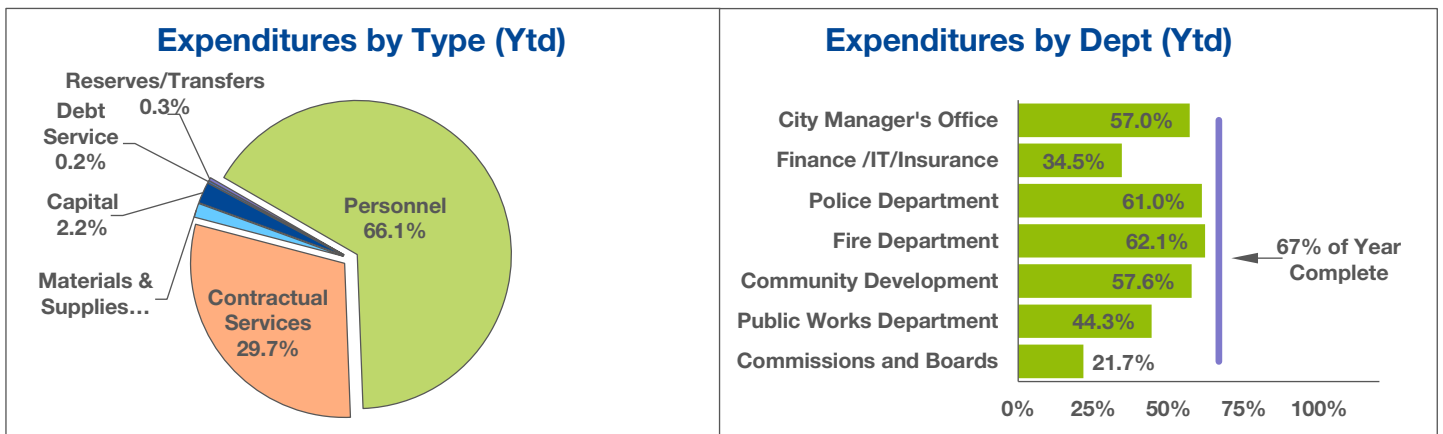 Expenditures by Type (Ytd)
Reserves/Transfers
0.3%
Debt
Service
0.2%
Capital
2.2%
Materials &
Supplies…
Personnel
66.1%
Contractual
Services
29.7%
Expenditures by Dept (Ytd)
City Manager's Office
57.0%
Finance /IT/Insurance
34.5%
Police Department
61.0%
Fire Department
62.1%
Community Development
57.6%
Public Works Department
44.3%
Commissions and Boards
21.7%
67% of Year
Complete
0% 25% 50% 75% 100%